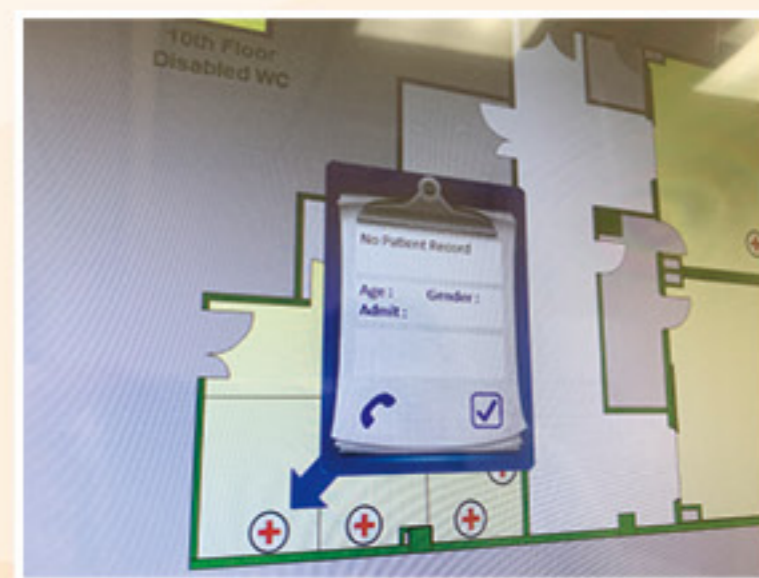 10th Floor
Disabled WC
No Patient Record
Age : Gender :
Admit :